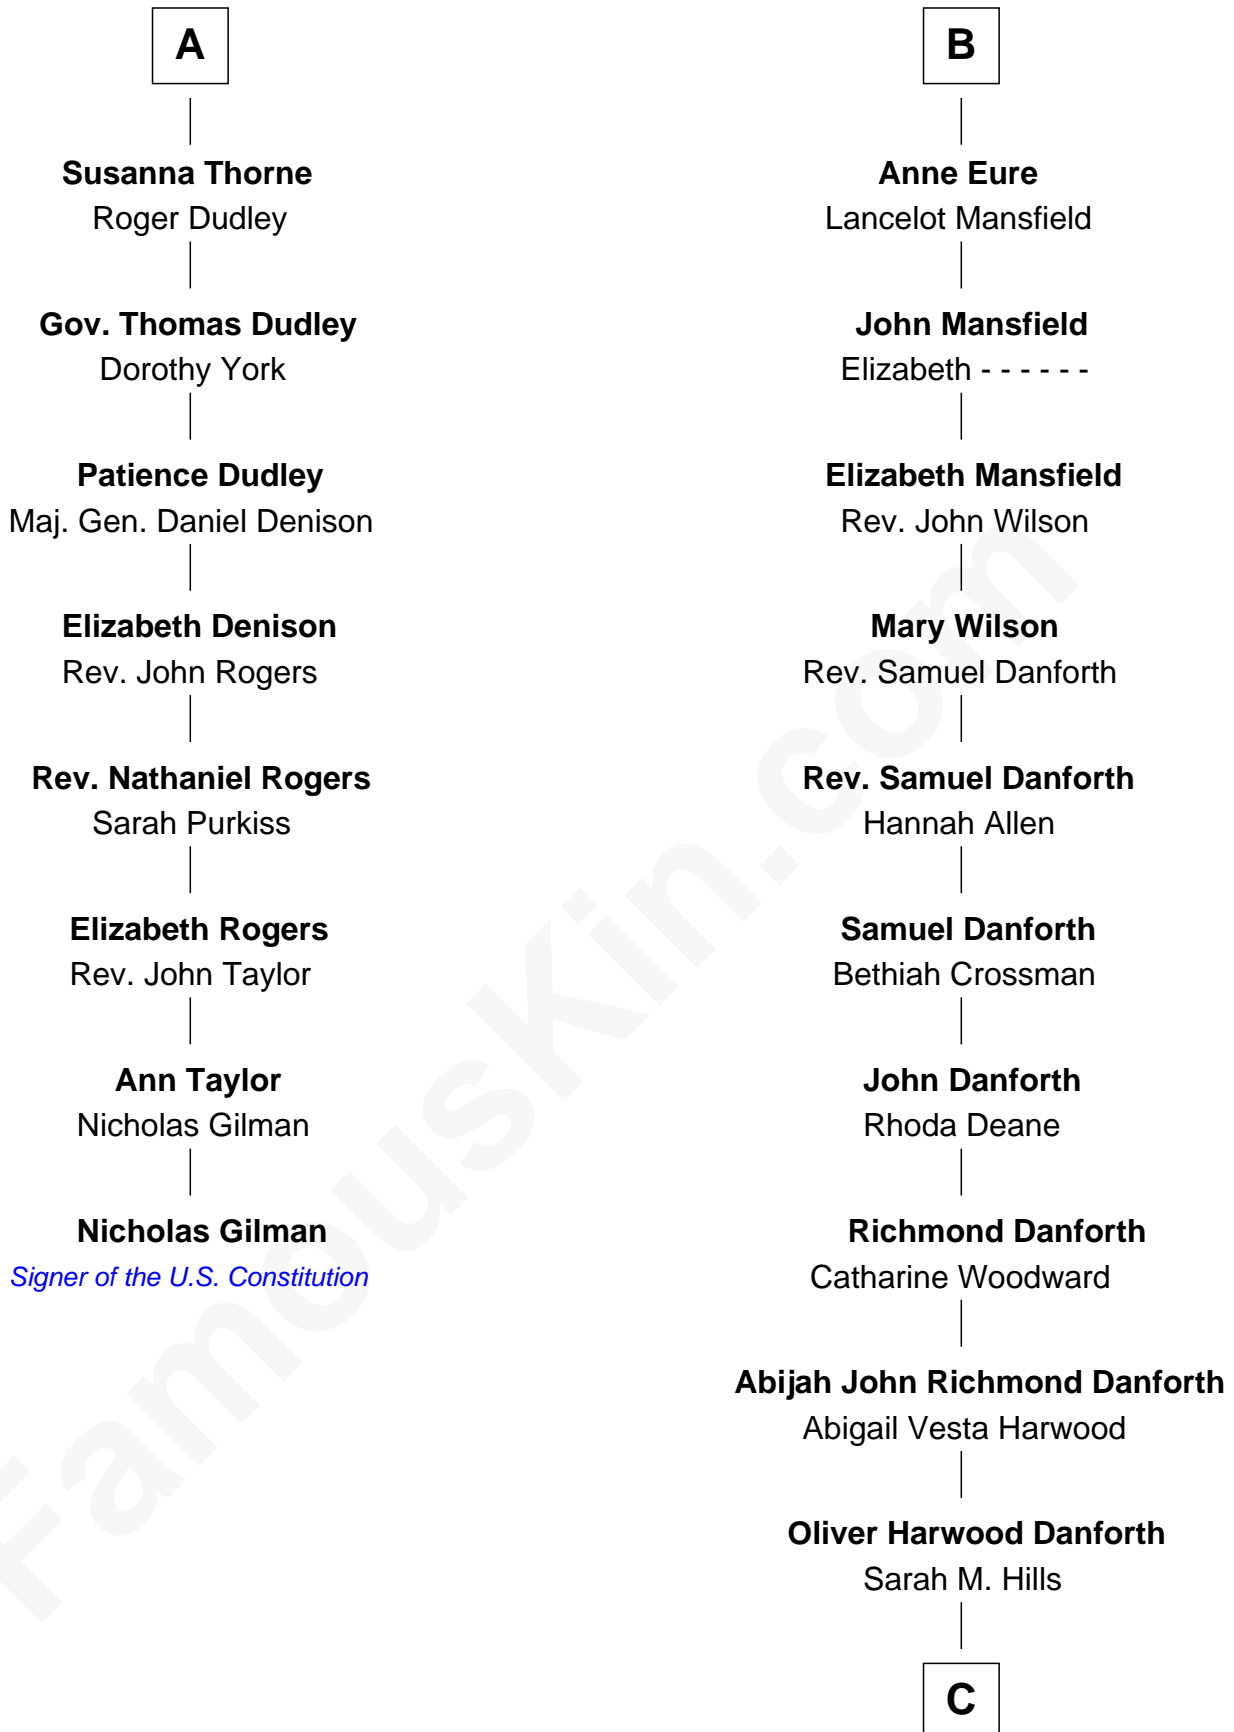 A
Susanna Thorne
Roger Dudley
Gov. Thomas Dudley
Dorothy York
Patience Dudley
Maj. Gen. Daniel Denison
Elizabeth Denison
Rev. John Rogers
Rev. Nathaniel Rogers
Sarah Purkiss
Elizabeth Rogers
Rev. John Taylor
Ann Taylor
Nicholas Gilman
Nicholas Gilman
Signer of the U.S. Constitution
B
Anne Eure
Lancelot Mansfield
John Mansfield
Elizabeth - - - - - -
Elizabeth Mansfield
Rev. John Wilson
Mary Wilson
Rev. Samuel Danforth
Rev. Samuel Danforth
Hannah Allen
Samuel Danforth
Bethiah Crossman
John Danforth
Rhoda Deane
Richmond Danforth
Catharine Woodward
Abijah John Richmond Danforth
Abigail Vesta Harwood
Oliver Harwood Danforth
Sarah M. Hills
C
FamousKin.com